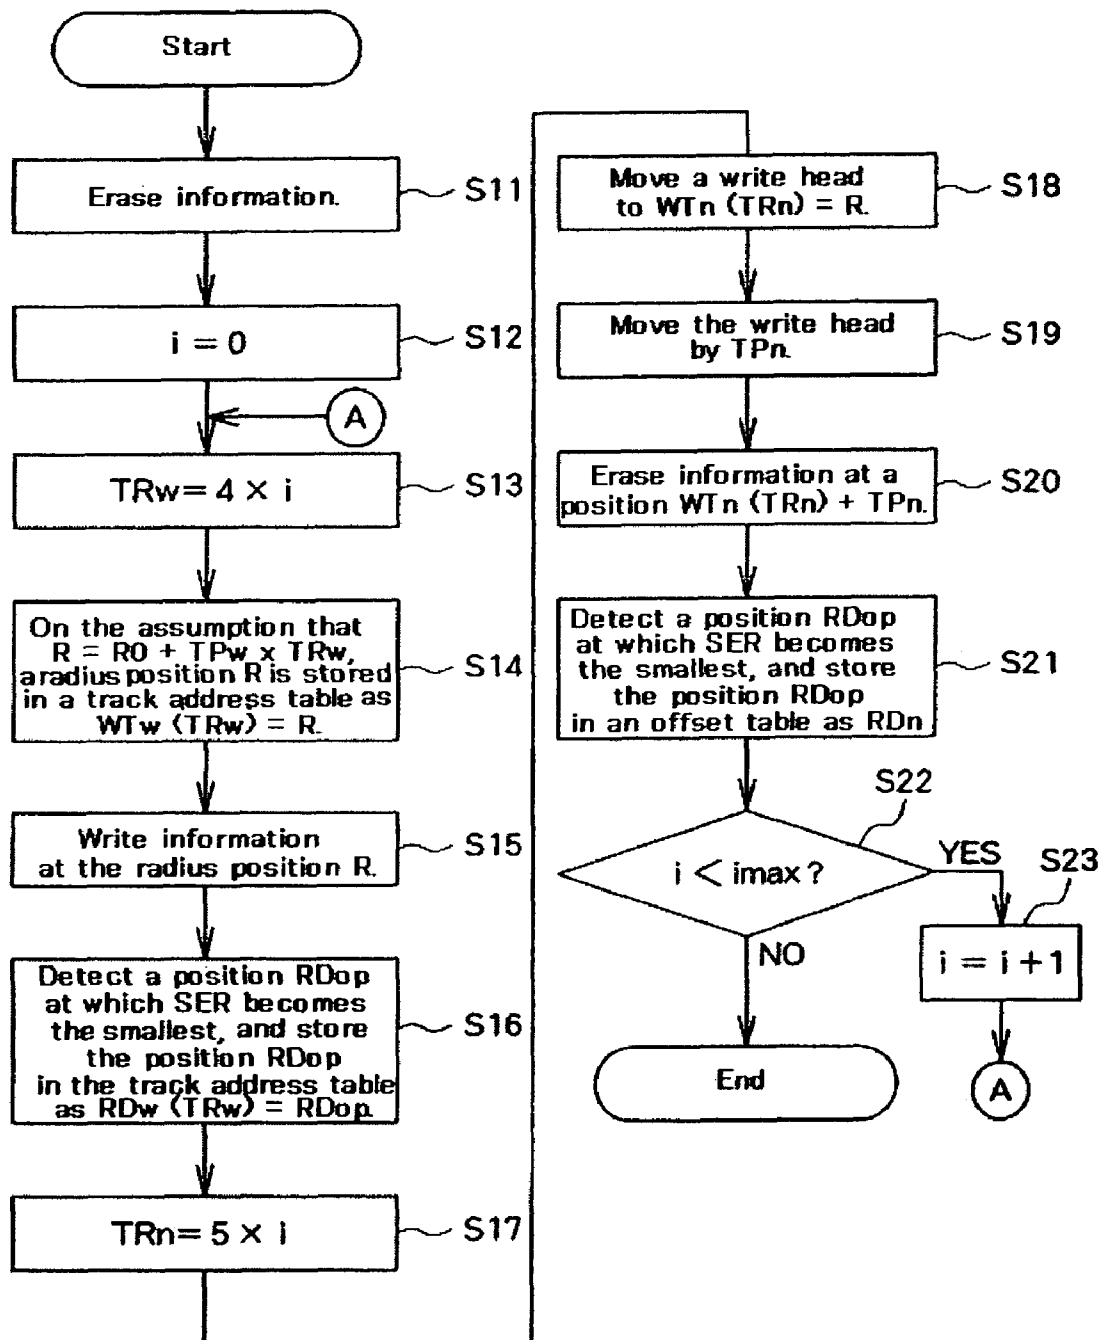 Start
Erase information.
S11
i = 0
S12
A
TRw= 4 × i
S13
On the assumption that
R = R0 + TPw x TRw,
aradius position R is stored
in a track address table as
WTw (TRw) = R.
S14
Write information
at the radius position R.
S15
Detect a position RDop
at which SER becomes
the smallest, and store
the position RDop
in the track address table
as RDw (TRw) = RDop.
S16
TRn= 5 × i
S17
Move a write head
to WTn (TRn) = R.
S18
Move the write head
by TPn.
S19
Erase information at a
position WTn (TRn) + TPn.
S20
Detect a position RDop
at which SER becomes
the smallest, and store
the position RDop
in an offset table as RDn
S21
S22
i < imax ?
YES
S23
NO
i = i +1
End
A